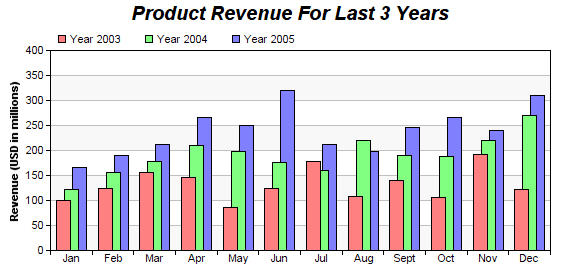 Product Revenue For Last 3 Years
Year 2003 Year 2004 Year 2005
Revenue (USD in millions)
400
350
300
250
200
150
100
50
0
Jan Feb Mar Apr May Jun Jul Aug Sept Oct Nov Dec